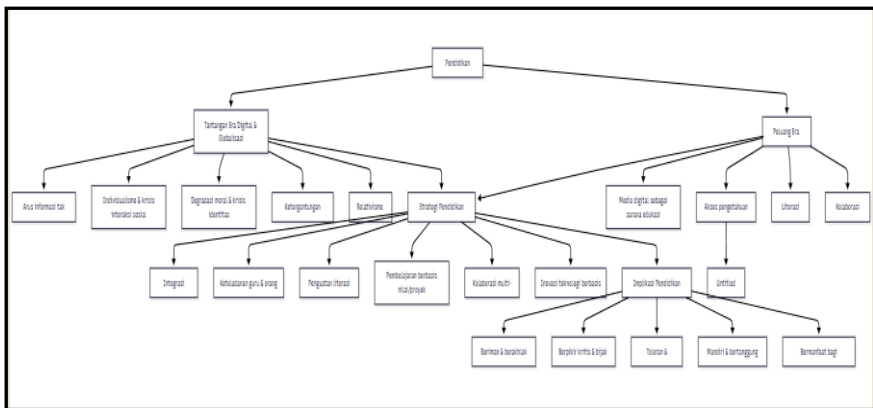 Pendidikan
Tantangan Era Digital &
Globalisasi
Peluang Era
Arus informasi tak
Individualisme & krisis
interaksi sosial
Degradasi moral & krisis
identitas
Ketergantungan
Relativisme
Strategi Pendidikan
Media digital sebagai
sarana edukasi
Akses pengetahuan
Literasi
Kolaborasi
Integrasi
Keteladanan guru & orang
Penguatan literasi
Pembelajaran berbasis
nilai/proyek
Kolaborasi multi-
Inovasi teknologi berbasis
Implikasi Pendidikan
Untitled
Beriman & berakhlak
Berpikir kritis & bijak
Toleran &
Mandiri & bertanggung
Bermanfaat bagi